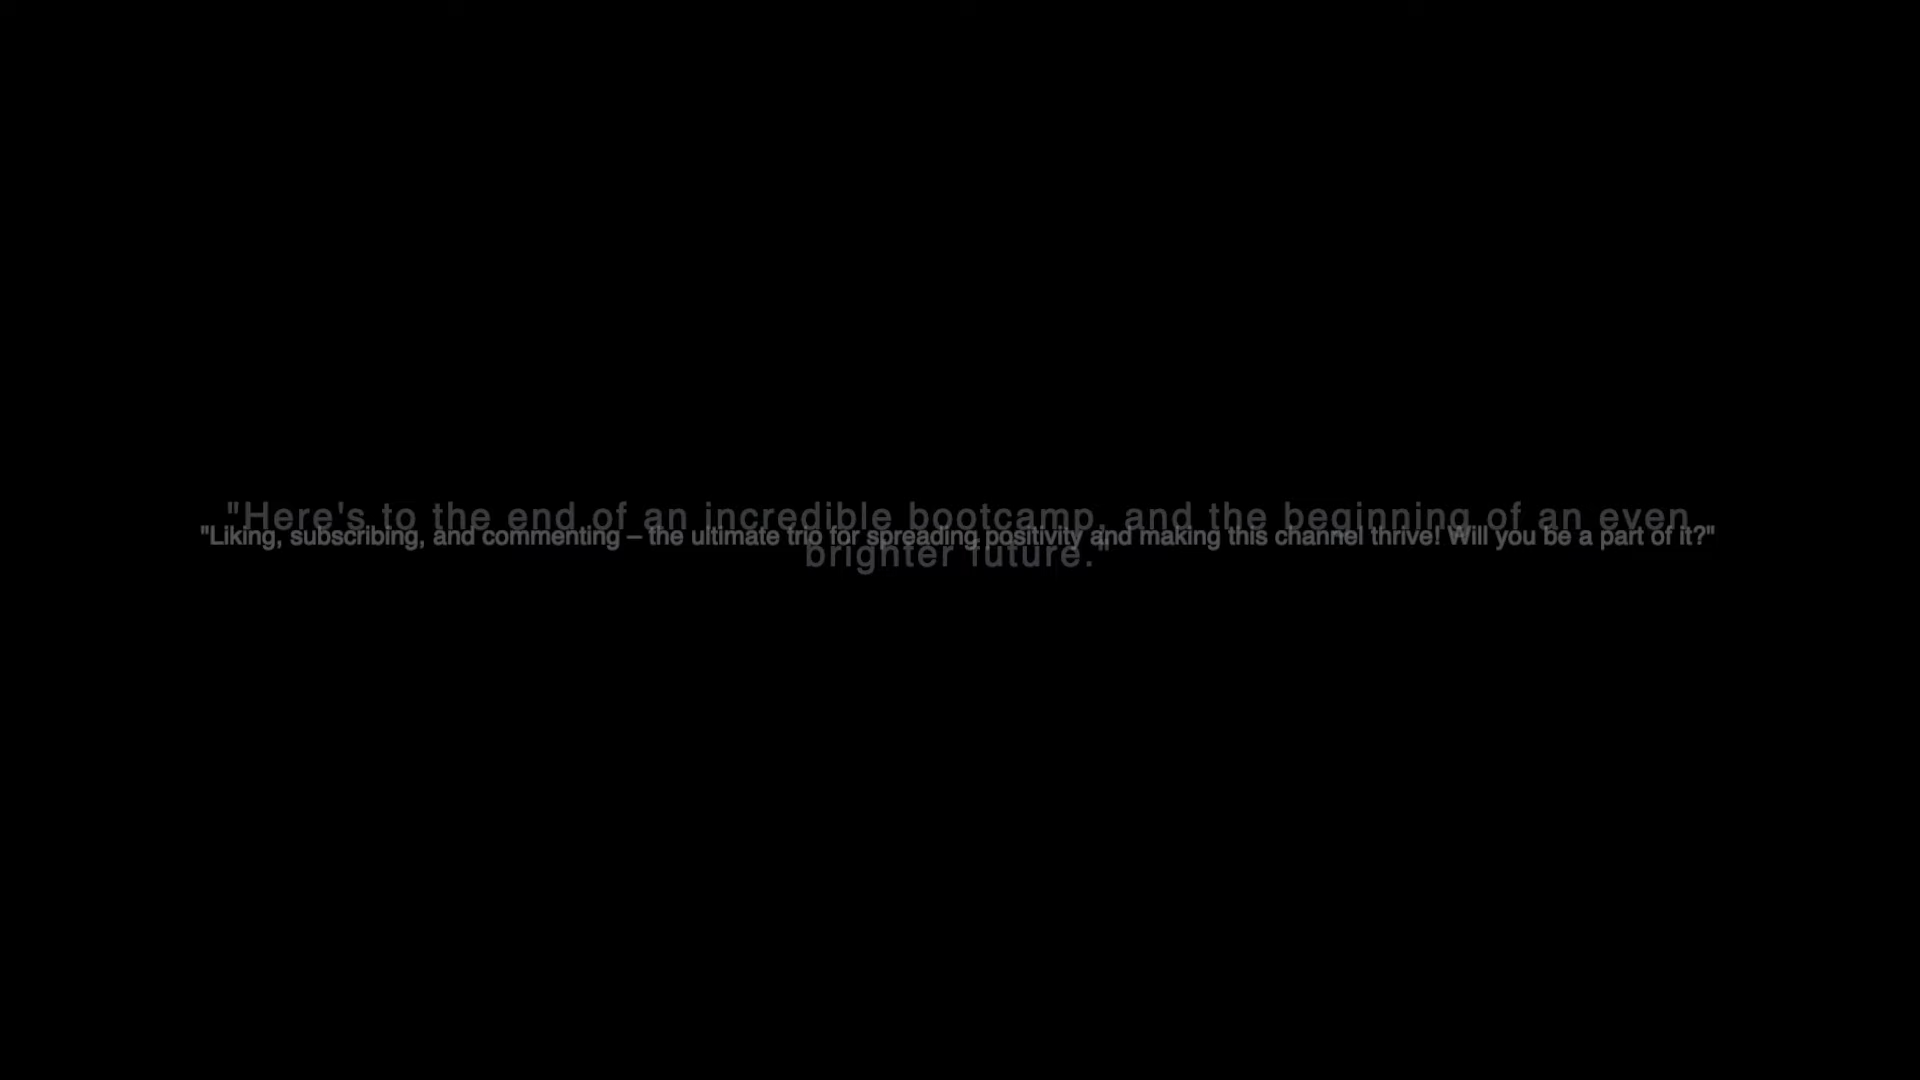 "Here's to the end of an incredible bootcamp, and the beginning of an even
brighter future."
"Liking, subscribing, and commenting – the ultimate trip for spreading positivity and making this channel thrive! Will you be a part of it?"